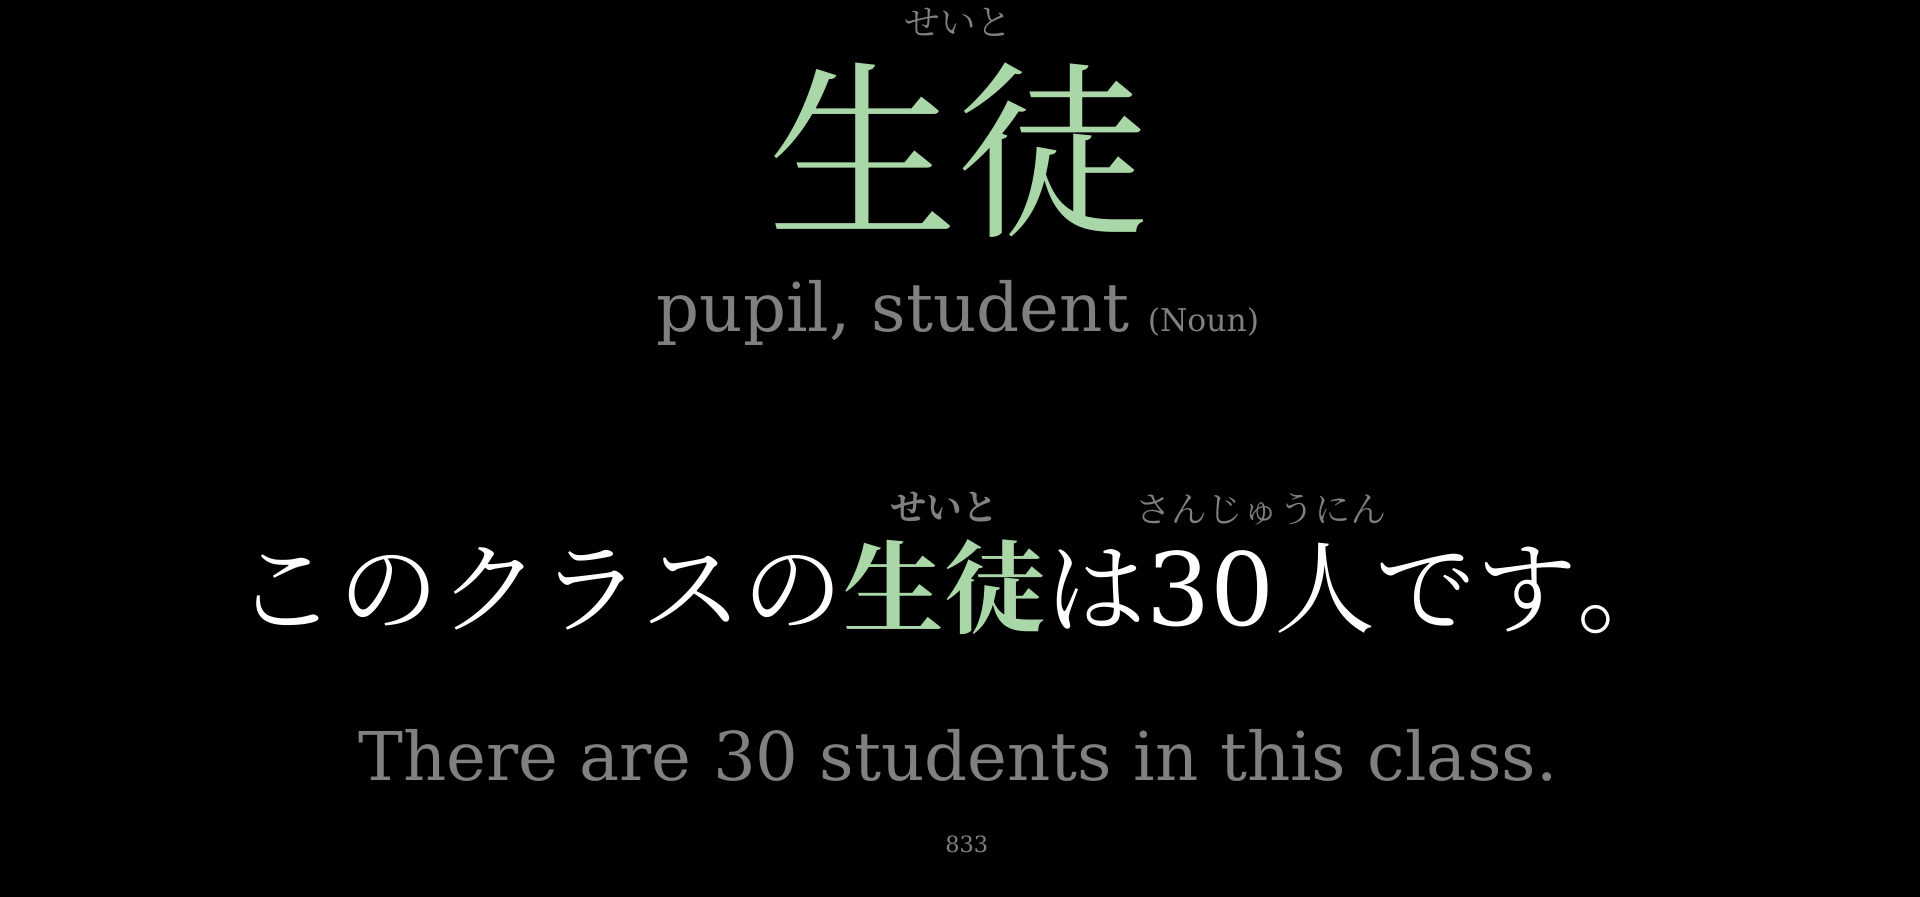 せいと
生徒
pupil, student (Noun)
せいと さんじゅうにん
このクラスの生徒は30人です。
There are 30 students in this class.
833